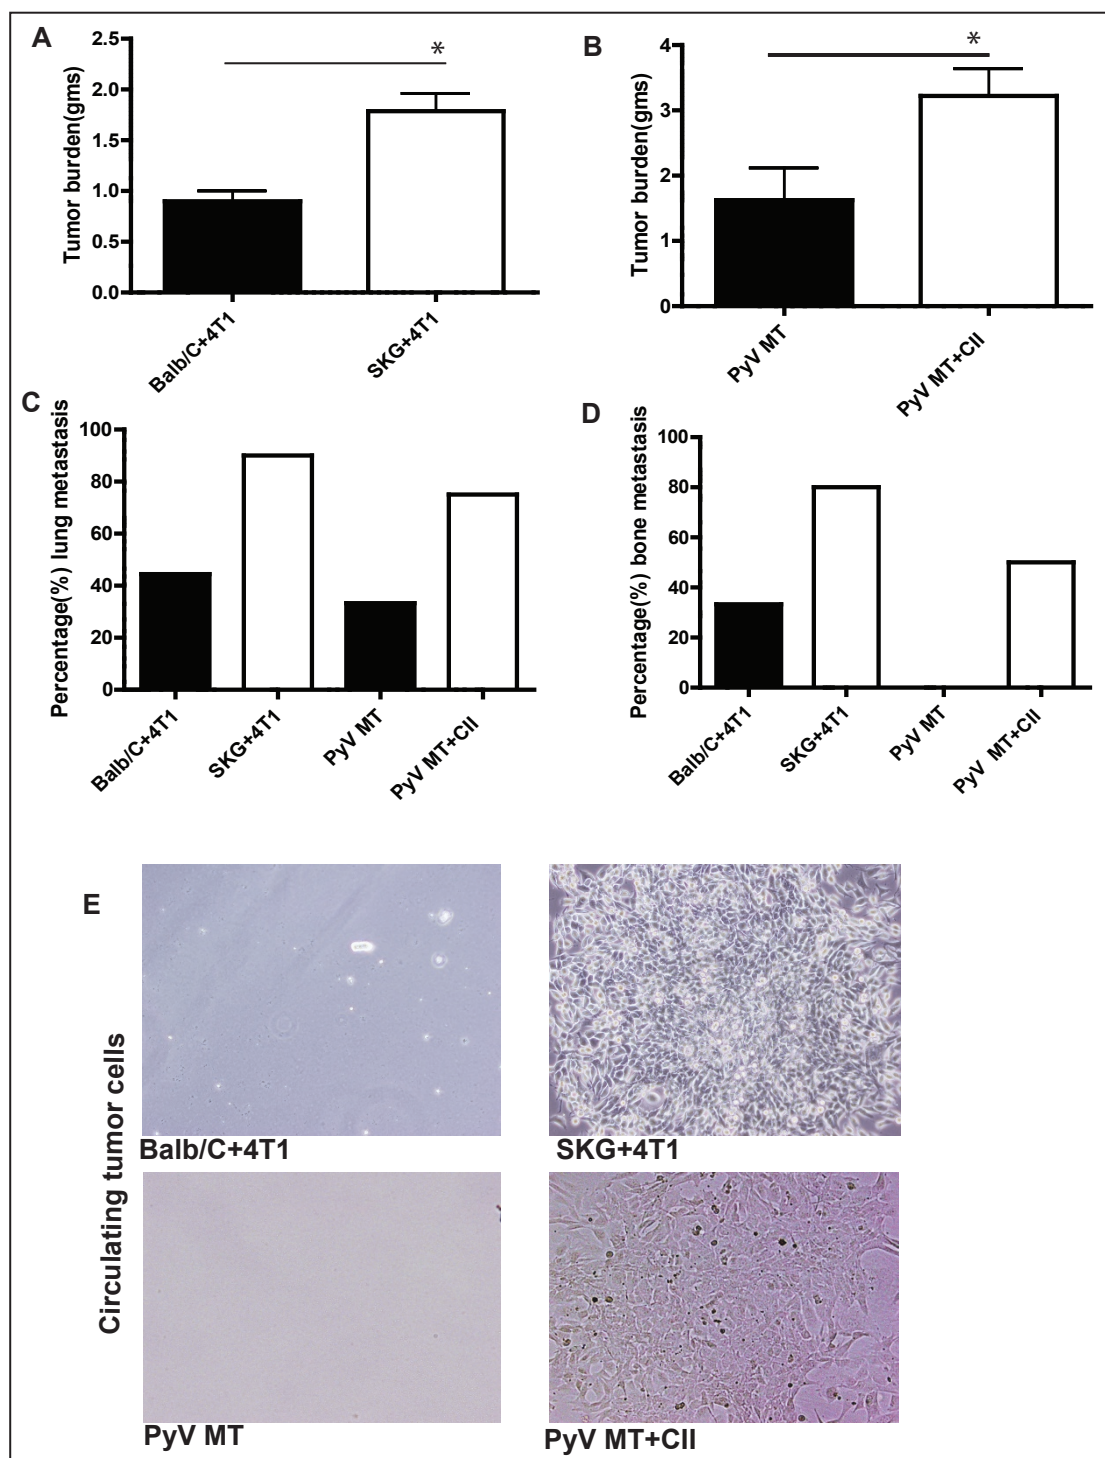 A
Tumor burden(gms)
2.5
2.0
1.5
1.0
0.5
0.0
*
Balb/C+4T1
SKG+4T1
B
Tumor burden(gms)
4
3
2
1
0
*
PyV MT
PyV MT+CII
C
Percentage(%) lung metastasis
100
80
60
40
20
0
Balb/C+4T1
SKG+4T1
PyV MT
PyV MT+CII
D
Percentage(%) bone metastasis
100
80
60
40
20
0
Balb/C+4T1
SKG+4T1
PyV MT
PyV MT+CII
E
Circulating tumor cells
Balb/C+4T1
SKG+4T1
PyV MT
PyV MT+CII